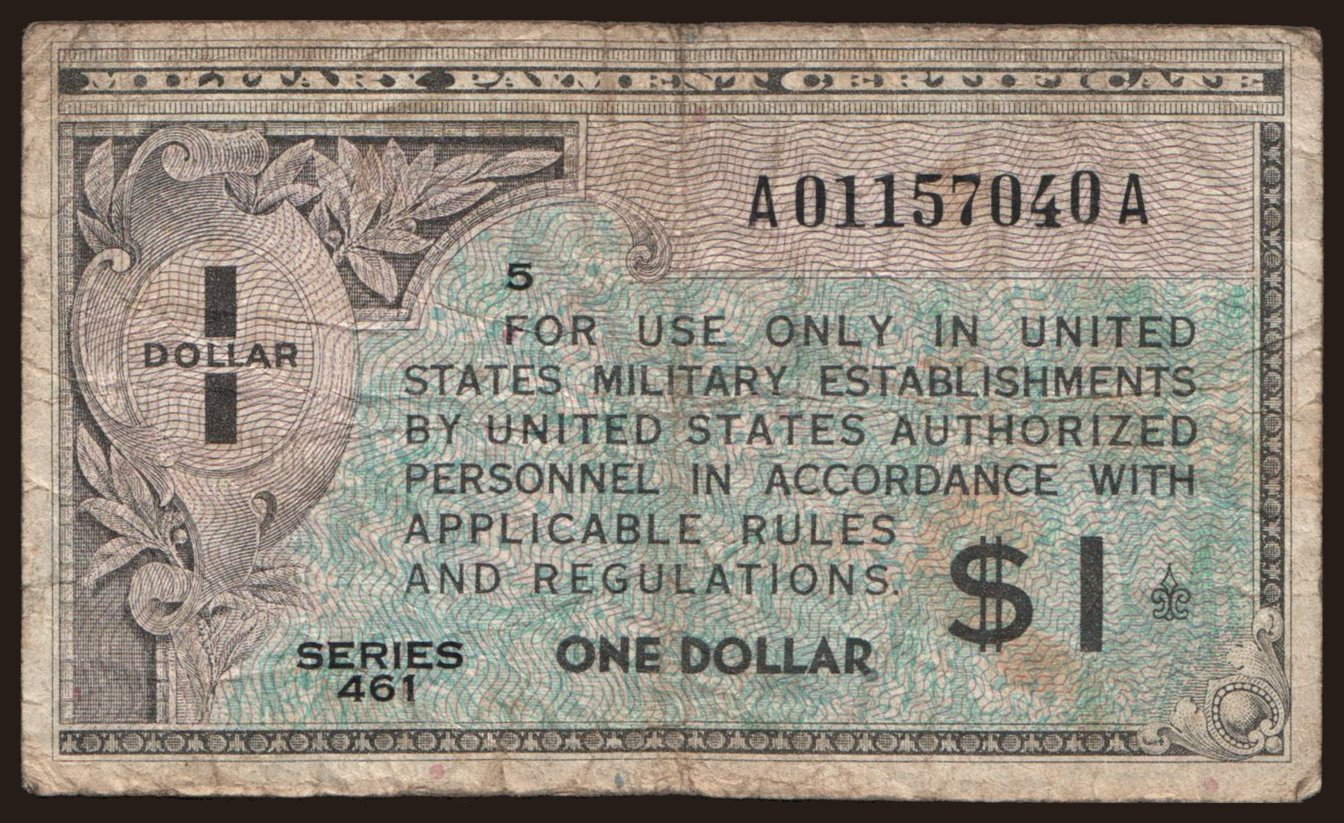 MILITARY PAYMENT CERTIFICATE
A01157040A
5
1
DOLLAR
FOR USE ONLY IN UNITED
STATES MILITARY ESTABLISHMENTS
BY UNITED STATES AUTHORIZED
PERSONNEL IN ACCORDANCE WITH
APPLICABLE RULES
AND REGULATIONS.
$1
SERIES
461
ONE DOLLAR